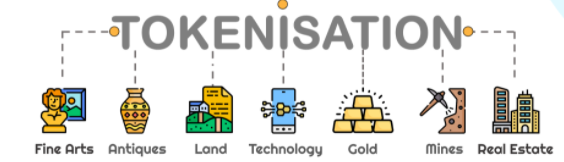 TOKENISATION
Fine Arts Antiques Land Technology Gold Mines Real Estate